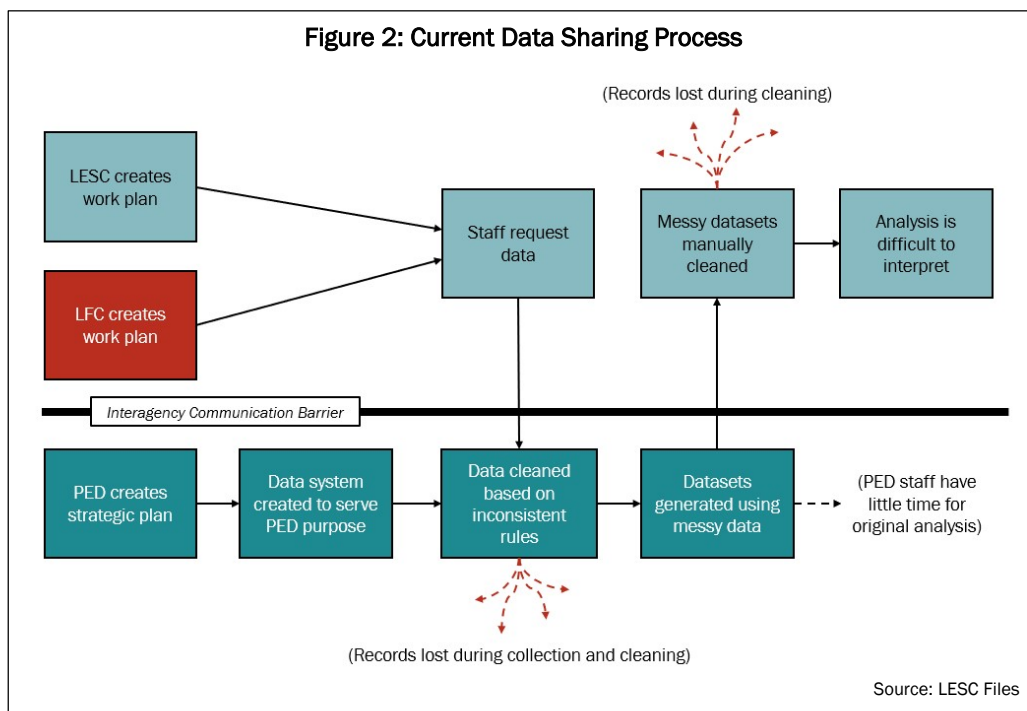 Figure 2: Current Data Sharing Process
(Records lost during cleaning)
LESC creates
work plan
Staff request
data
Messy datasets
manually
cleaned
Analysis is
difficult to
interpret
LFC creates
work plan
Interagency Communication Barrier
PED creates
strategic plan
Data system
created to serve
PED purpose
Data cleaned
based on
inconsistent
rules
Datasets
generated using
messy data
(PED staff have
little time for
original analysis)
(Records lost during collection and cleaning)
Source: LESC Files